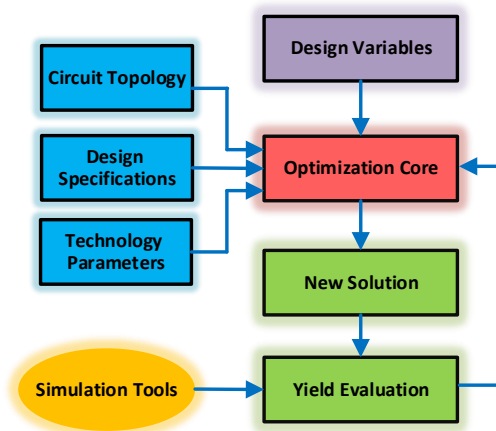 Design Variables
Circuit Topology
Design
Specifications
Optimization Core
Technology
Parameters
New Solution
Simulation Tools
Yield Evaluation